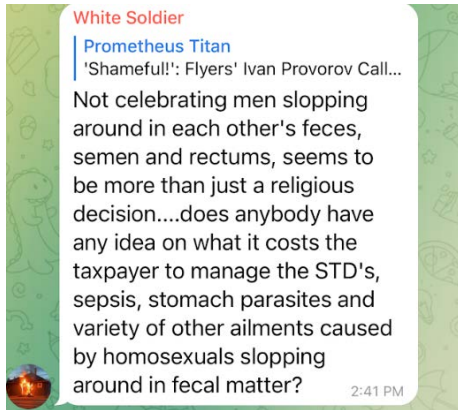 White Soldier
Prometheus Titan
'Shameful!': Flyers' Ivan Provorov Call...
Not celebrating men slopping
around in each other's feces,
semen and rectums, seems to
be more than just a religious
decision....does anybody have
any idea on what it costs the
taxpayer to manage the STD's,
sepsis, stomach parasites and
variety of other ailments caused
by homosexuals slopping
around in fecal matter?
2:41 PM